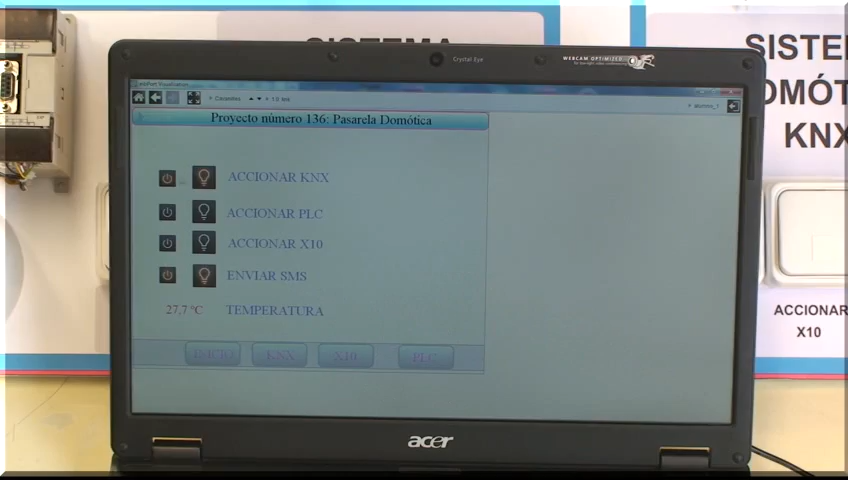 SISTEMA
Crystal Eye
WEBCAM OPTIMIZED
SISTE
DOMÓT
KNX
Proyecto número 136: Pasarela Domótica
ACCIONAR KNX
ACCIONAR PLC
ACCIONAR X10
ENVIAR SMS
27,7 ºC TEMPERATURA
INICIO KNX X10 PLC
ACCIONAR
X10
acer